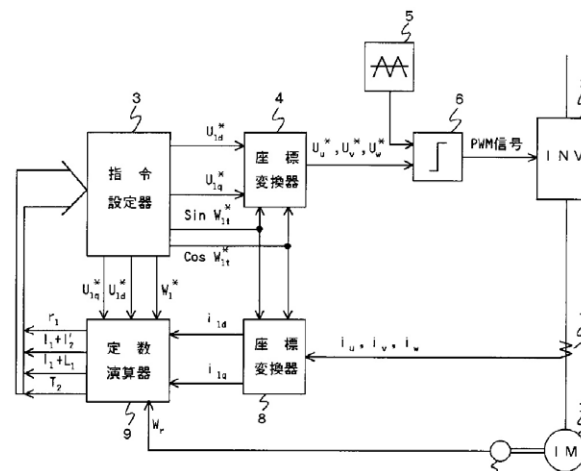 5
3
4
6
指令
設定器
U1d*
U1q*
座標
変換器
Uu*, Uv*, Uw*
PWM信号
INV
Sin W1t*
Cos W1t*
U1q* U1d* W1*
r1
l1+l2'
l1+L1
T2
定数
演算器
i1d
i1q
座標
変換器
iu, iv, iw
9
8
Wr
IM